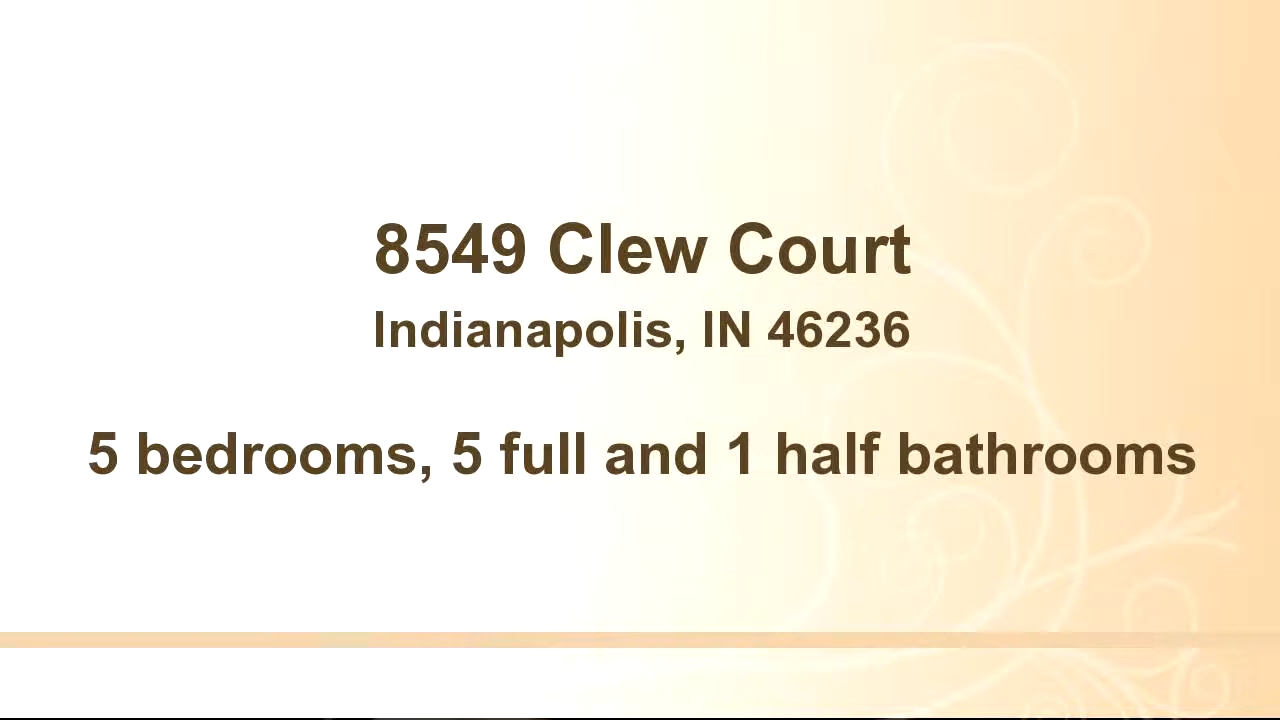 8549 Clew Court
Indianapolis, IN 46236
5 bedrooms, 5 full and 1 half bathrooms